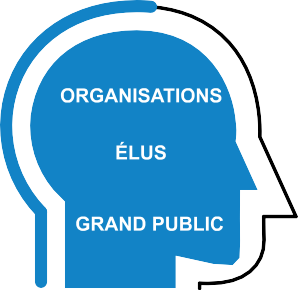 ORGANISATIONS
ÉLUS
GRAND PUBLIC